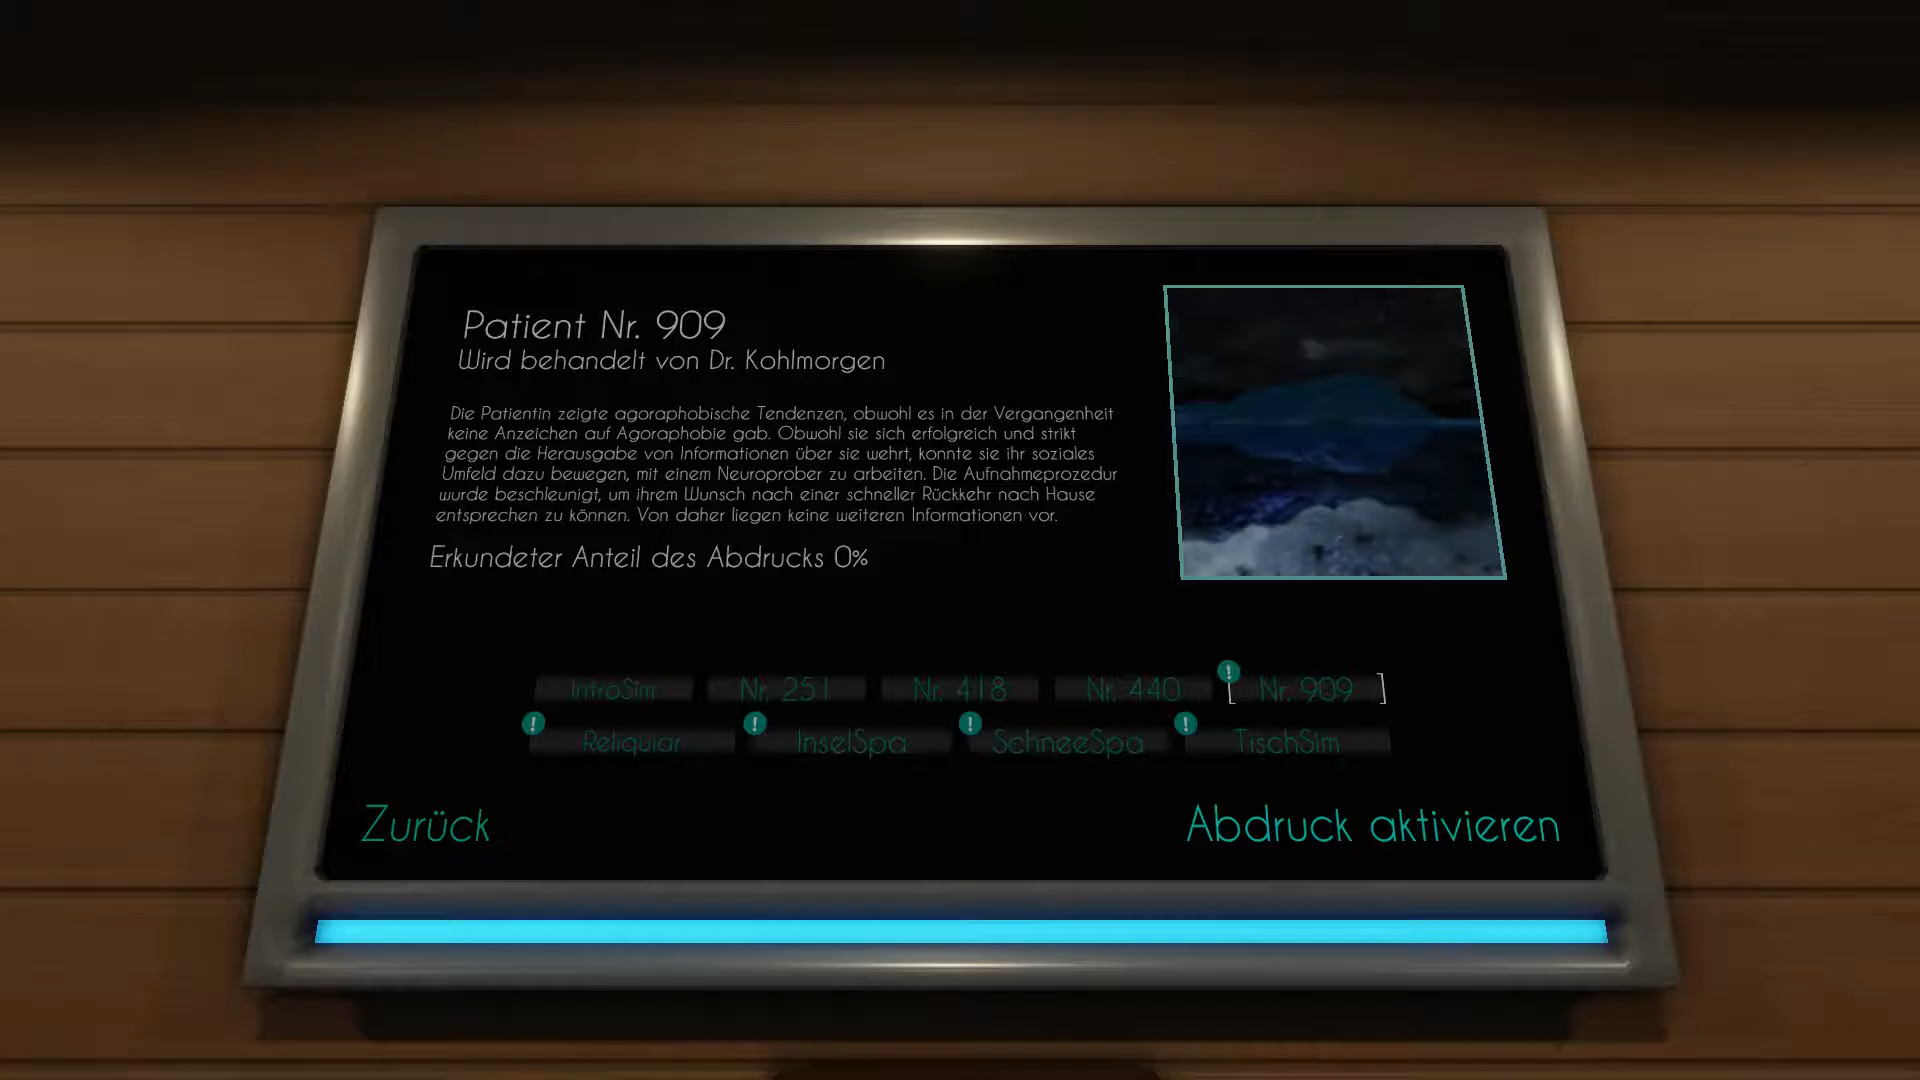 Patient Nr. 909
Wird behandelt von Dr. Kohlmorgen
Die Patientin zeigte agoraphobische Tendenzen, obwohl es in der Vergangenheit
keine Anzeichen auf Agoraphobie gab. Obwohl sie sich erfolgreich und strikt
gegen die Herausgabe von Informationen über sie wehrt, konnte sie ihr soziales
Umfeld dazu bewegen, mit einem Neuroprober zu arbeiten. Die Aufnahmeprozedur
wurde beschleunigt, um ihrem Wunsch nach einer schneller Rückkehr nach Hause
entsprechen zu können. Von daher liegen keine weiteren Informationen vor.
Erkundeter Anteil des Abdrucks 0%
IntroSim Nr. 251 Nr. 418 Nr. 440 ! [ Nr. 909 ]
! Reliquiar ! InselSpa ! SchneeSpa ! TischSim
Zurück Abdruck aktivieren